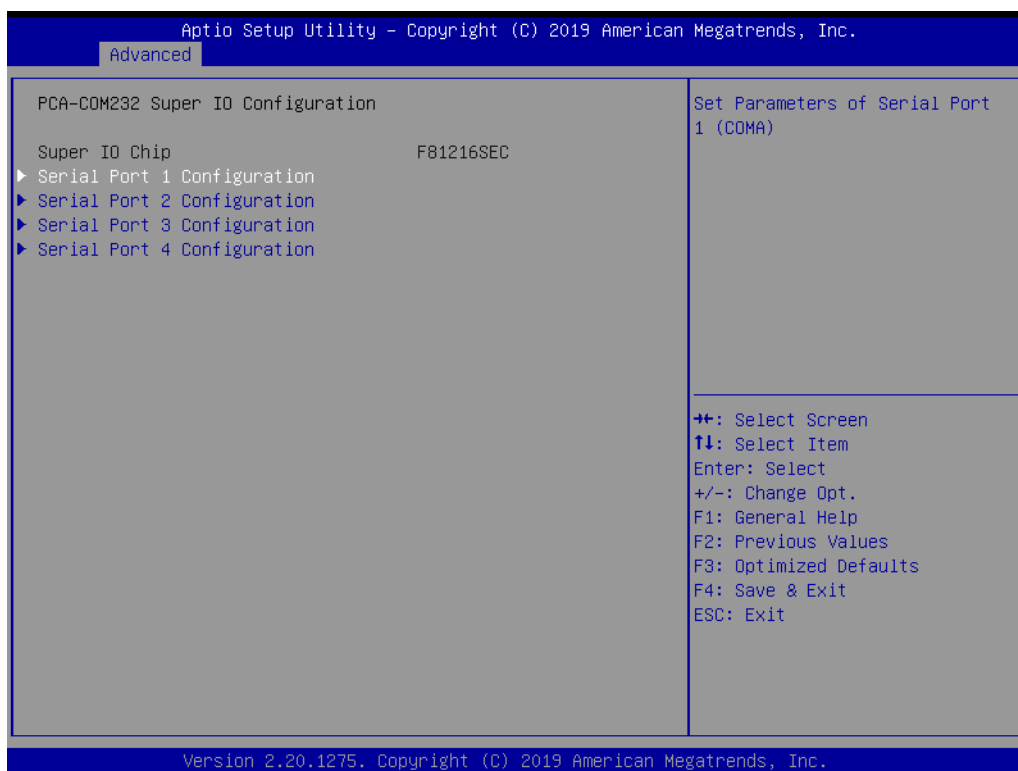 Aptio Setup Utility – Copyright (C) 2019 American Megatrends, Inc.
Advanced
PCA-COM232 Super IO Configuration
Super IO Chip F81216SEC
▶ Serial Port 1 Configuration
▶ Serial Port 2 Configuration
▶ Serial Port 3 Configuration
▶ Serial Port 4 Configuration
Set Parameters of Serial Port
1 (COMA)
→←: Select Screen
↑↓: Select Item
Enter: Select
+/-: Change Opt.
F1: General Help
F2: Previous Values
F3: Optimized Defaults
F4: Save & Exit
ESC: Exit
Version 2.20.1275. Copyright (C) 2019 American Megatrends, Inc.